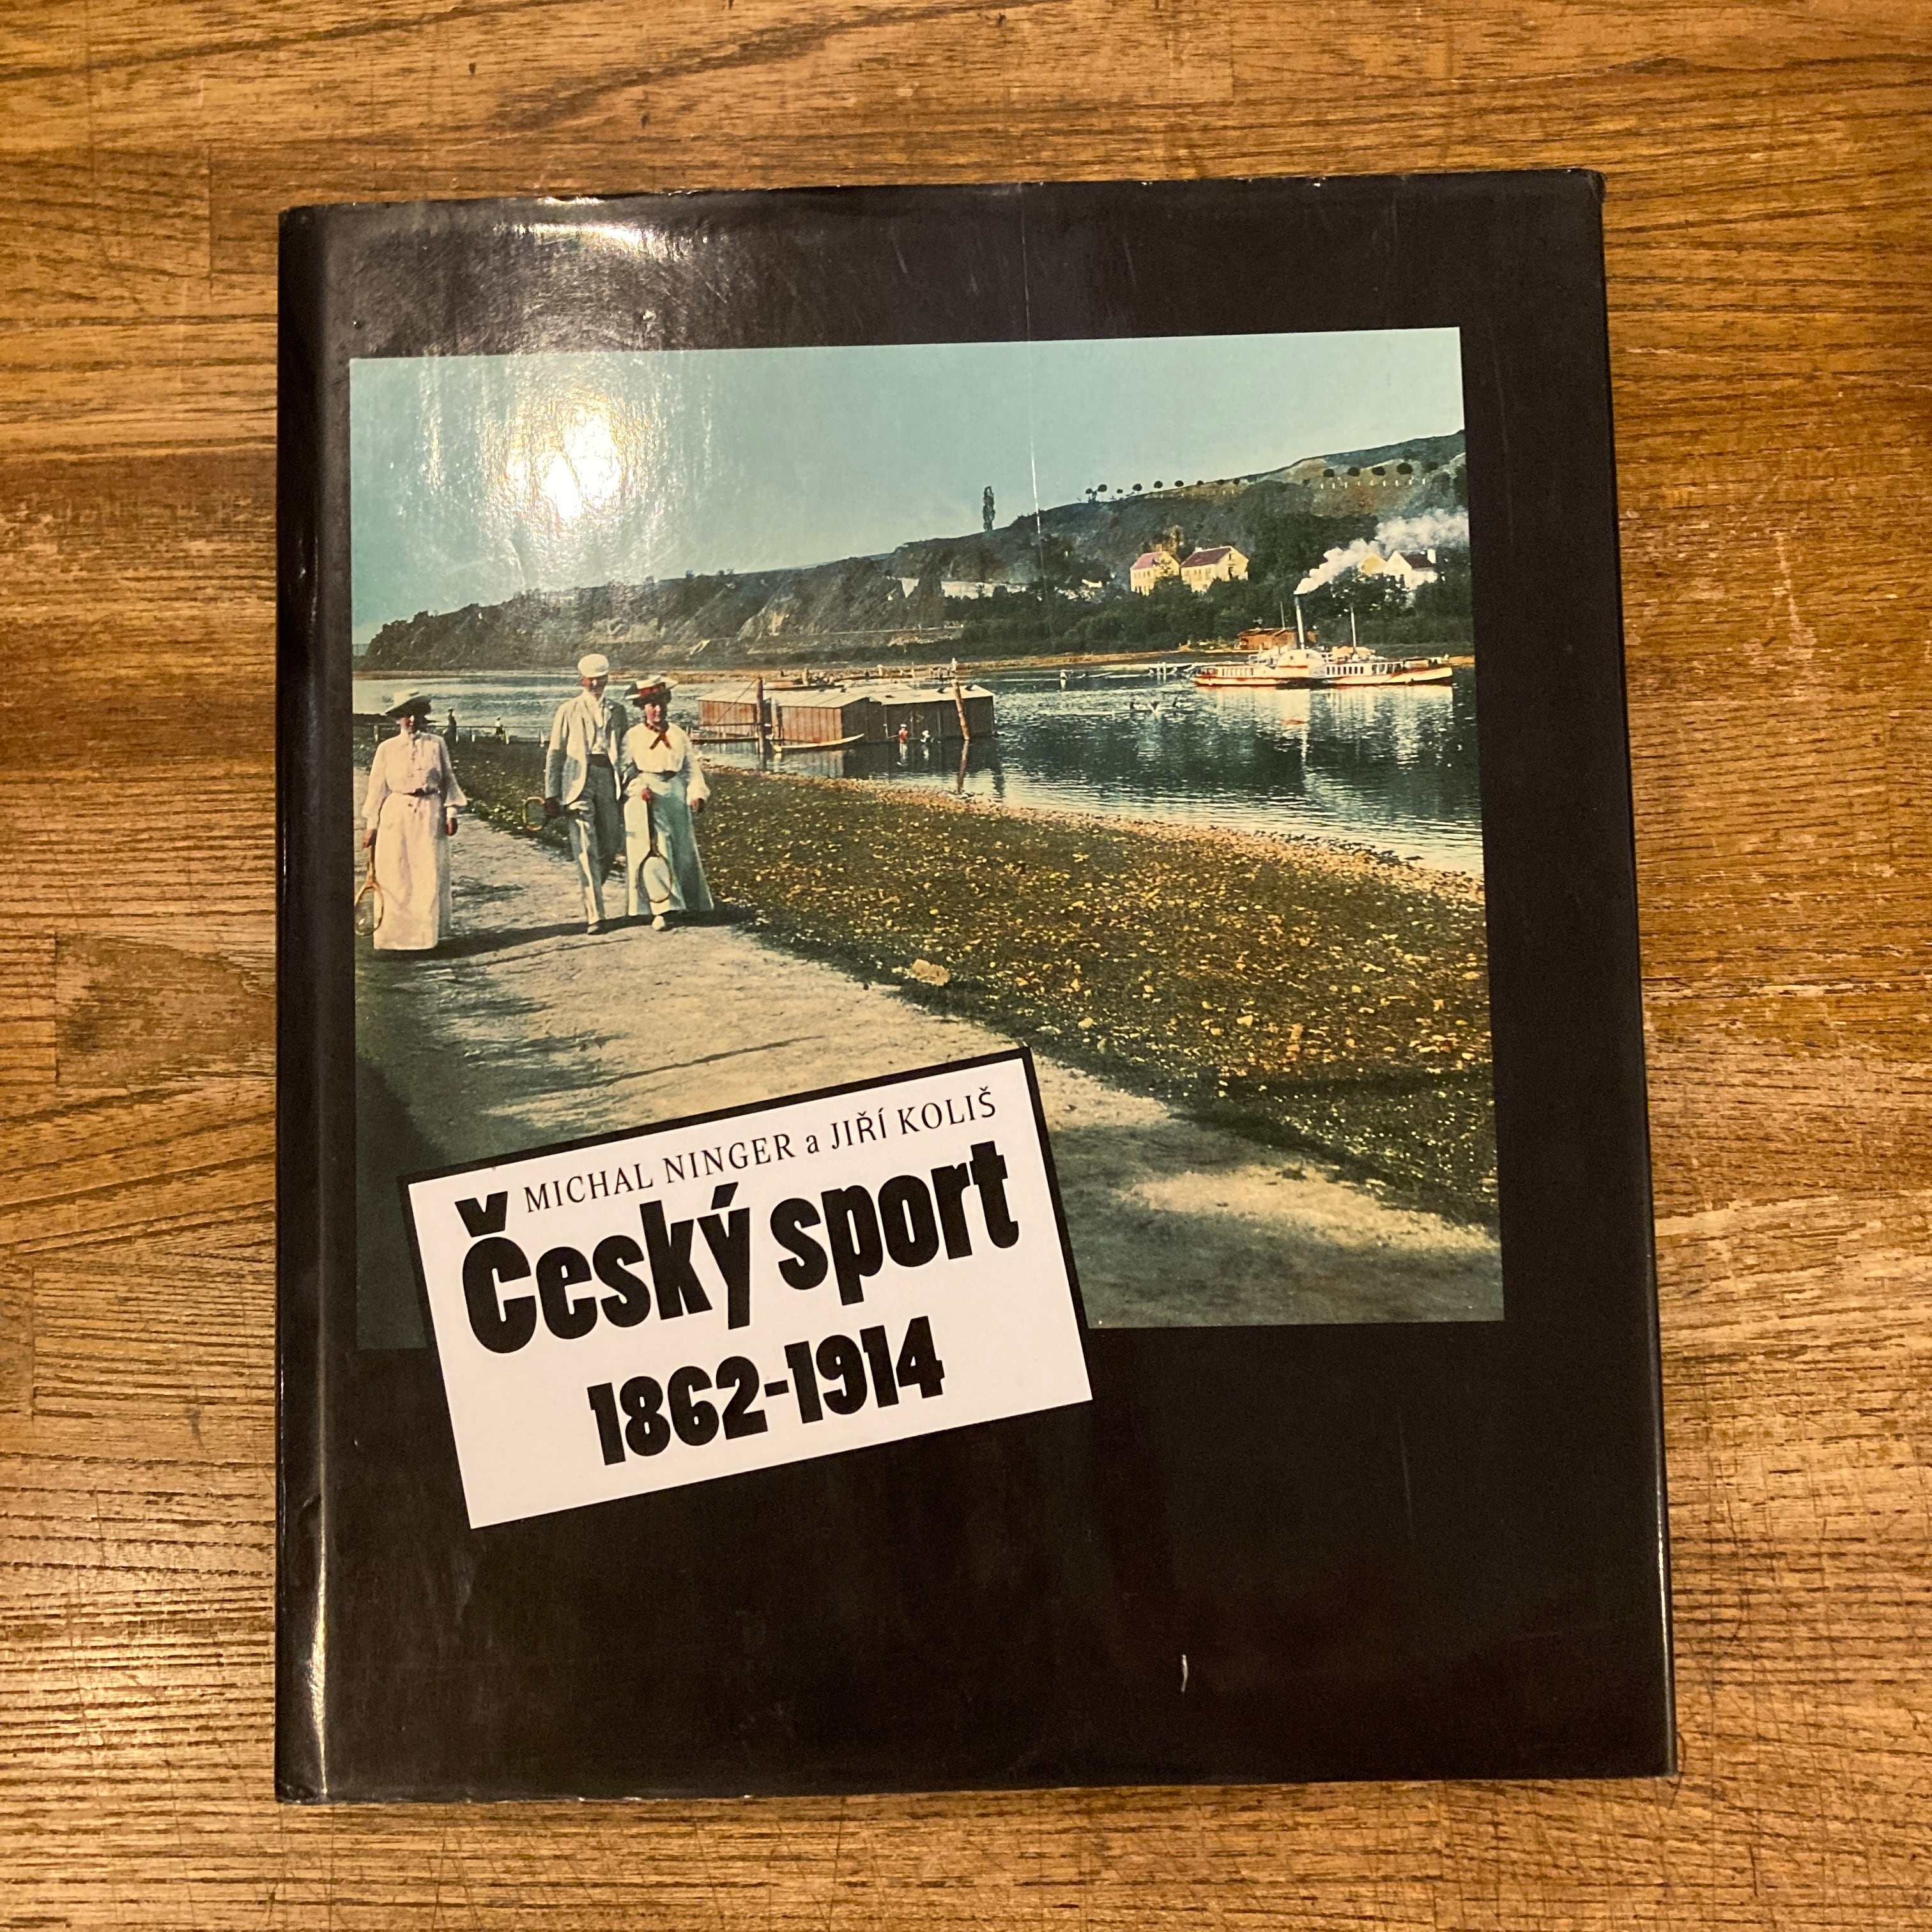 MICHAL NINGER a JIŘÍ KOLIŠ
Český sport
1862-1914